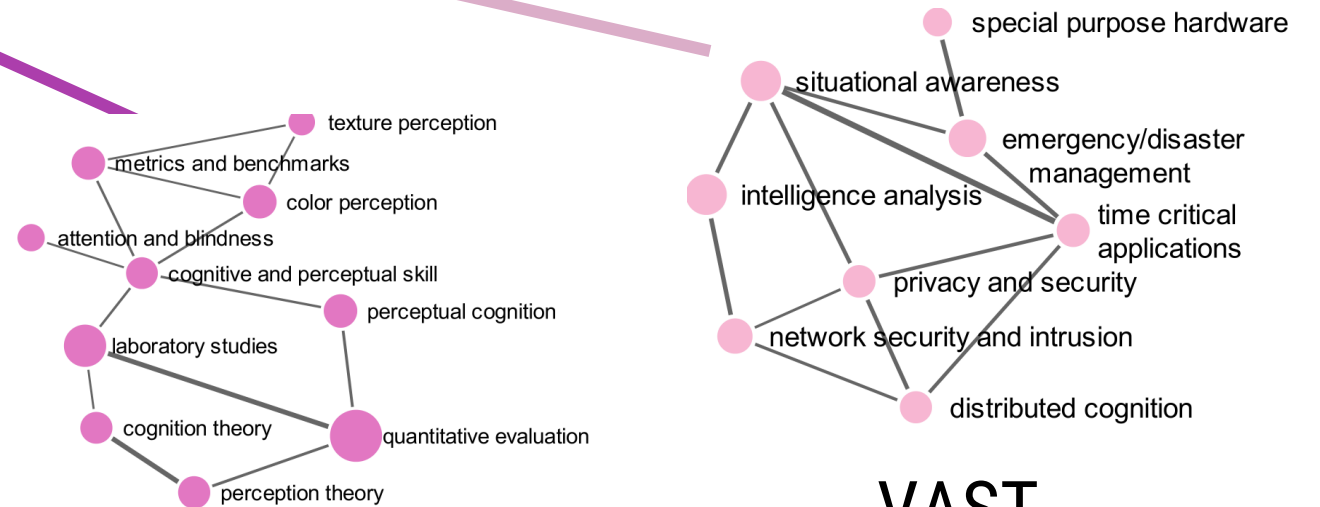 texture perception
metrics and benchmarks
color perception
attention and blindness
cognitive and perceptual skill
perceptual cognition
laboratory studies
cognition theory
quantitative evaluation
perception theory
special purpose hardware
situational awareness
emergency/disaster
management
intelligence analysis
time critical
applications
privacy and security
network security and intrusion
distributed cognition
VAST